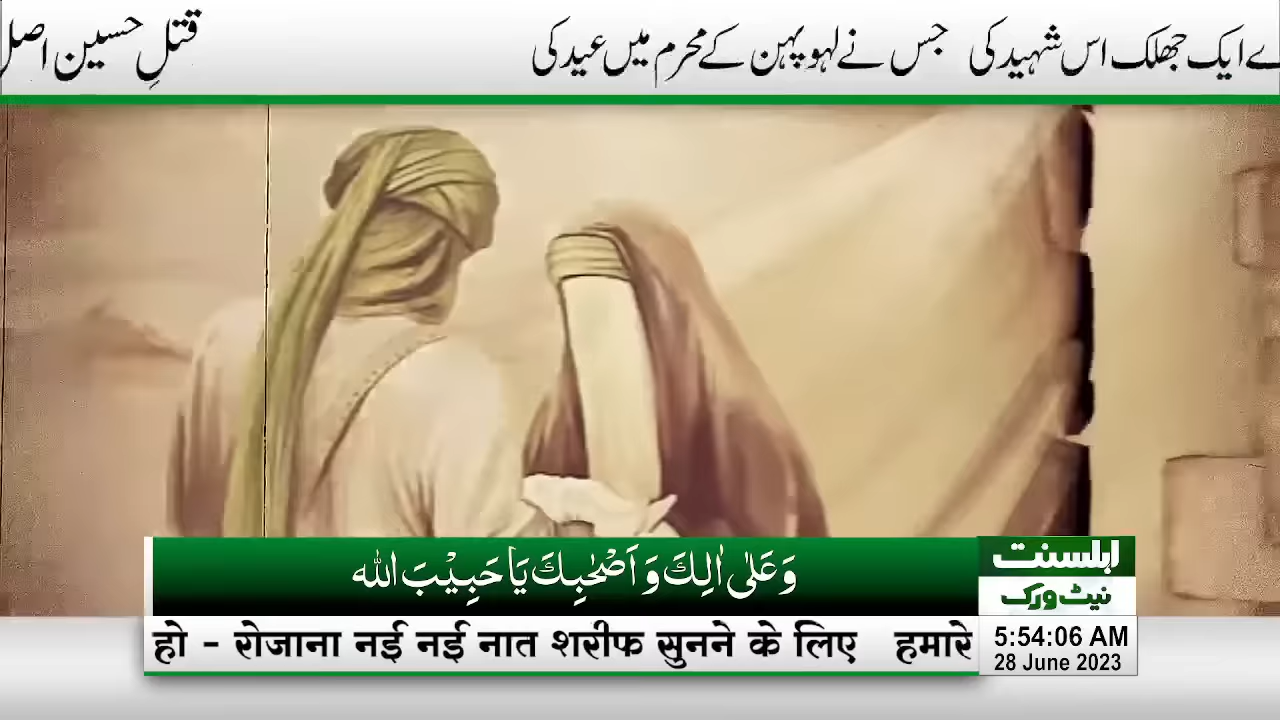 ے ایک جھلک اس شہید کی جس نے لہو پہن کے محرم میں عید کی قتلِ حسین اصل
وَعَلٰی اٰلِكَ وَ اَصْحٰبِكَ يَا حَبِيْبَ اللّٰه
اہلسنت
نیٹ ورک
हो - रोजाना नई नई नात शरीफ सुनने के लिए हमारे
5:54:06 AM
28 June 2023